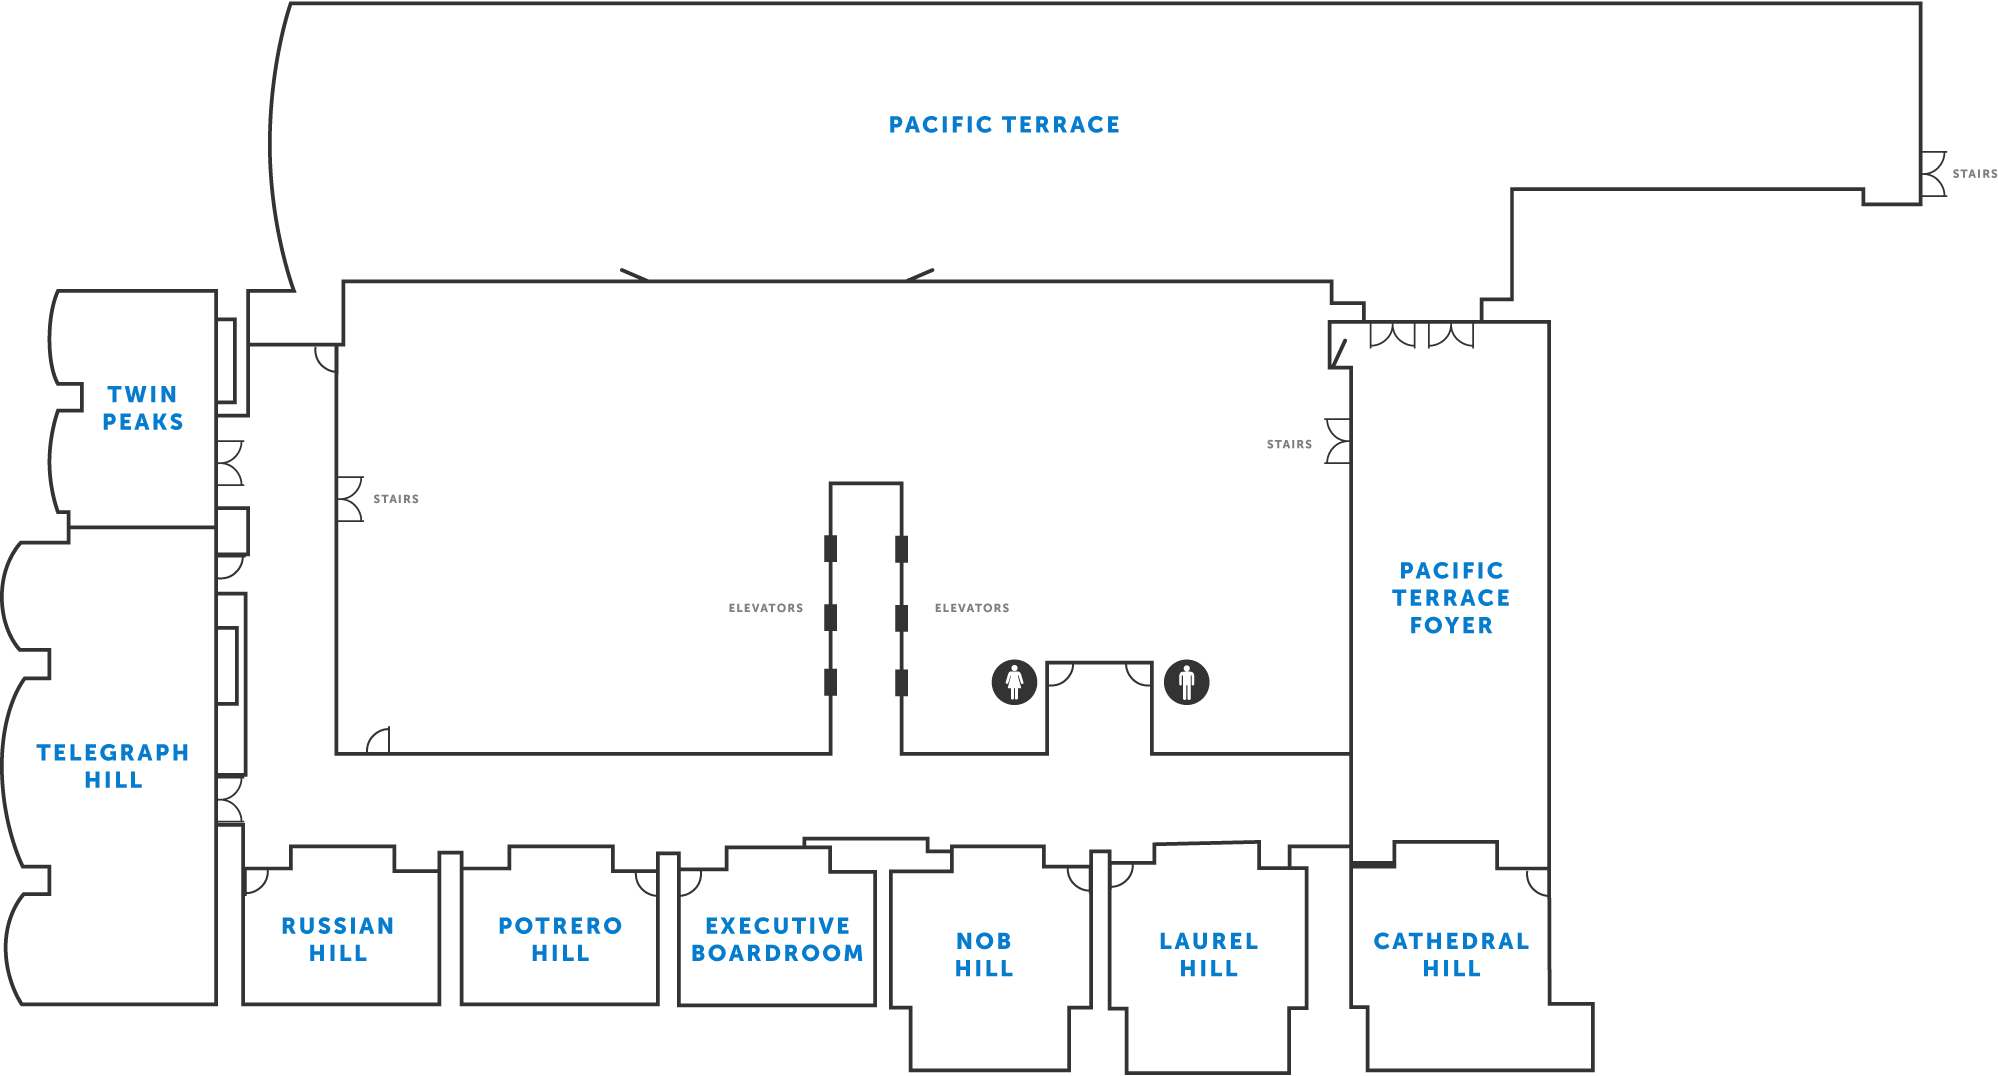 PACIFIC TERRACE
STAIRS
TWIN
PEAKS
STAIRS
STAIRS
ELEVATORS
ELEVATORS
PACIFIC
TERRACE
FOYER
TELEGRAPH
HILL
RUSSIAN
HILL
POTRERO
HILL
EXECUTIVE
BOARDROOM
NOB
HILL
LAUREL
HILL
CATHEDRAL
HILL